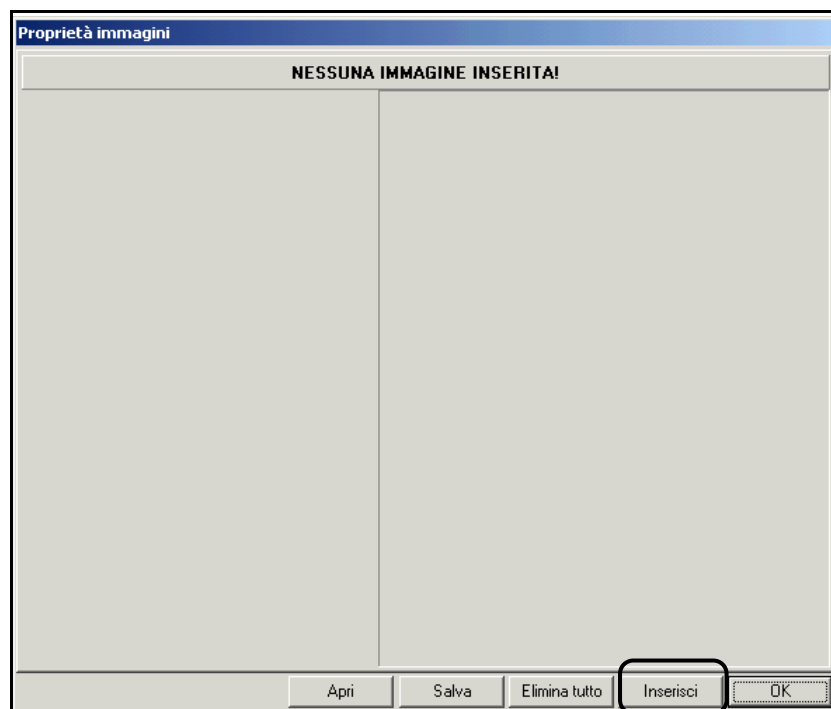 Proprietà immagini
NESSUNA IMMAGINE INSERITA!
Apri Salva Elimina tutto Inserisci OK